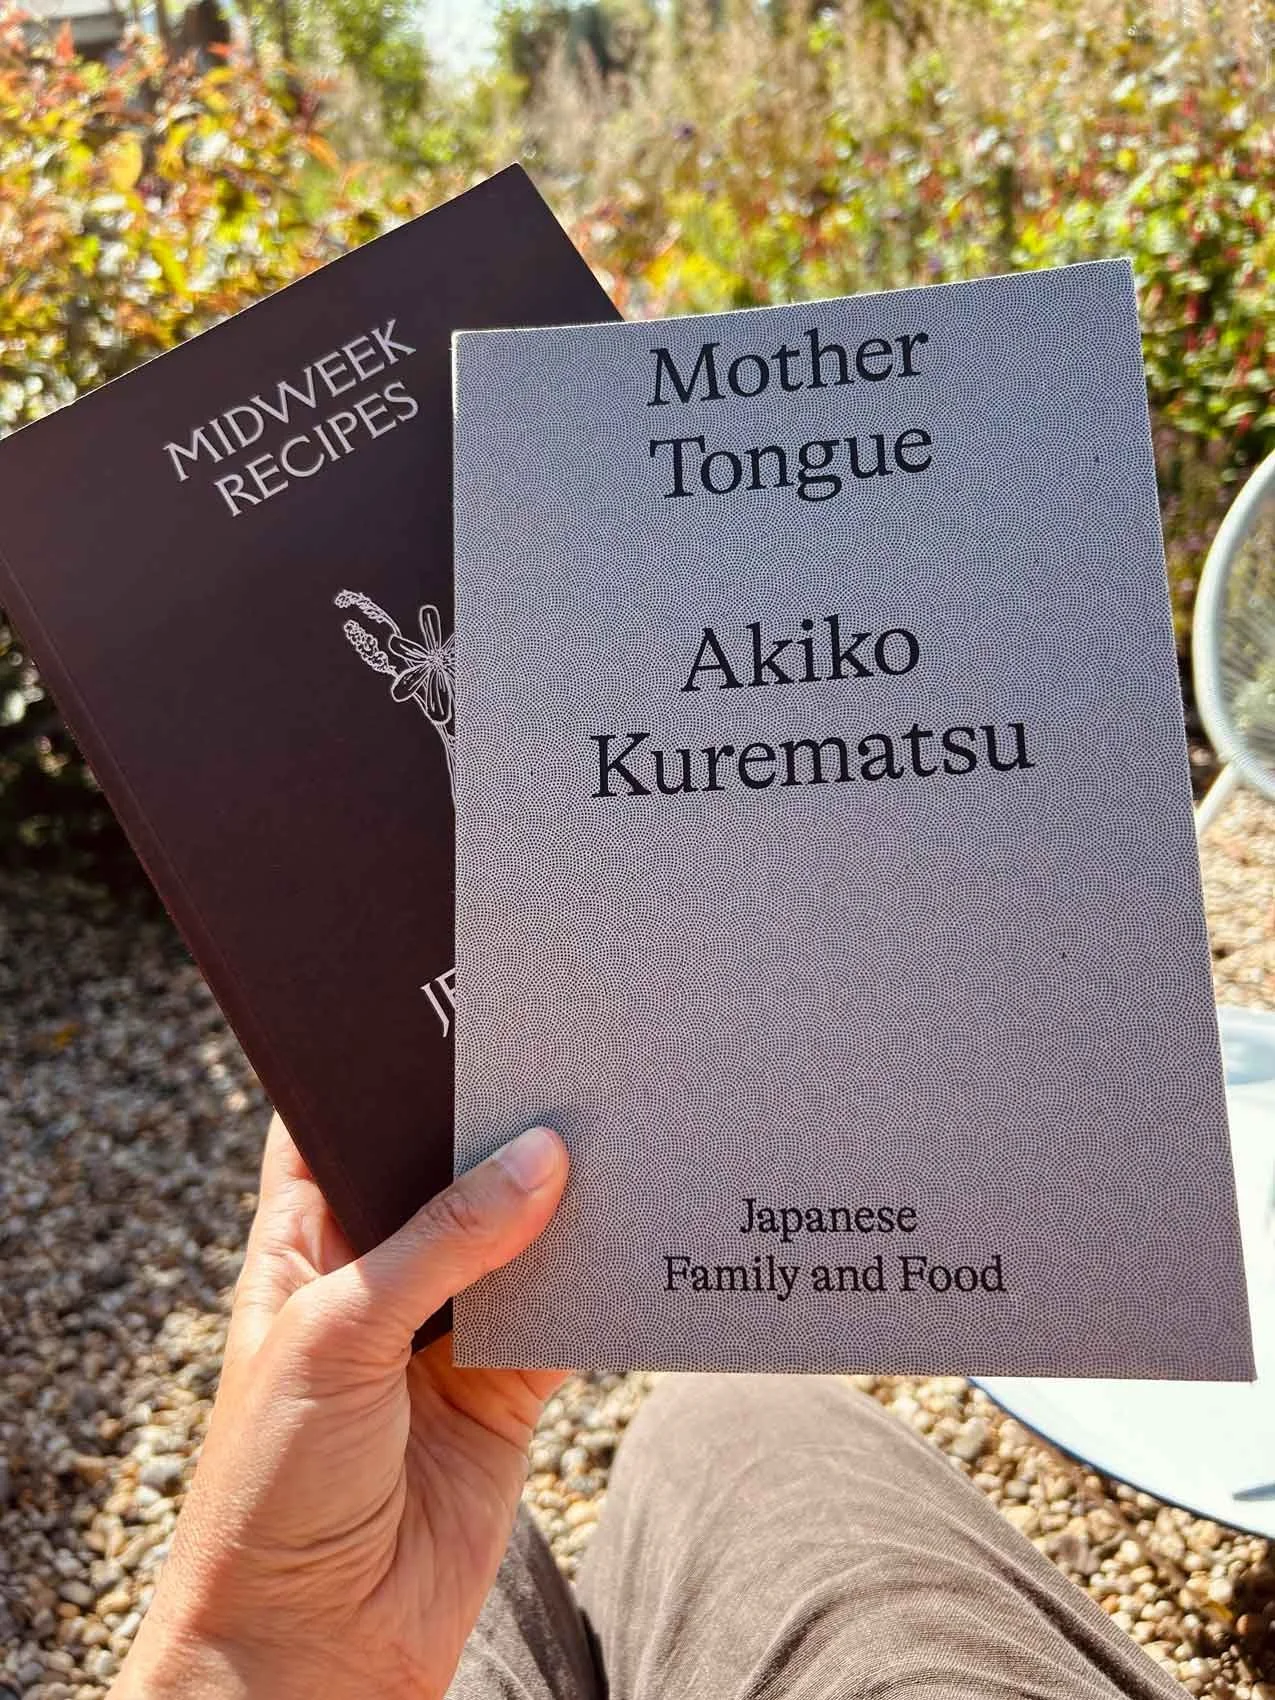 MIDWEEK
RECIPES
Mother
Tongue
Akiko
Kurematsu
Japanese
Family and Food